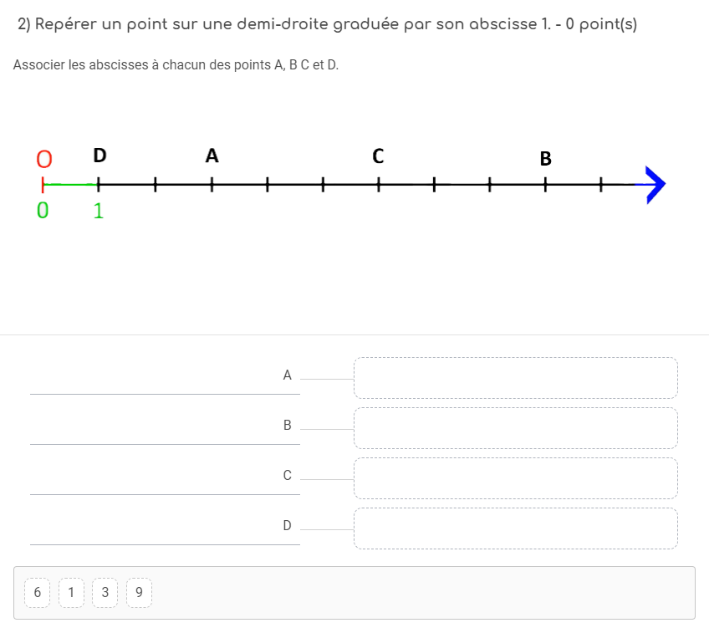 2) Repérer un point sur une demi-droite graduée par son abscisse 1. - 0 point(s)
Associer les abscisses à chacun des points A, B C et D.
O D A C B
0 1
A
B
C
D
6 1 3 9